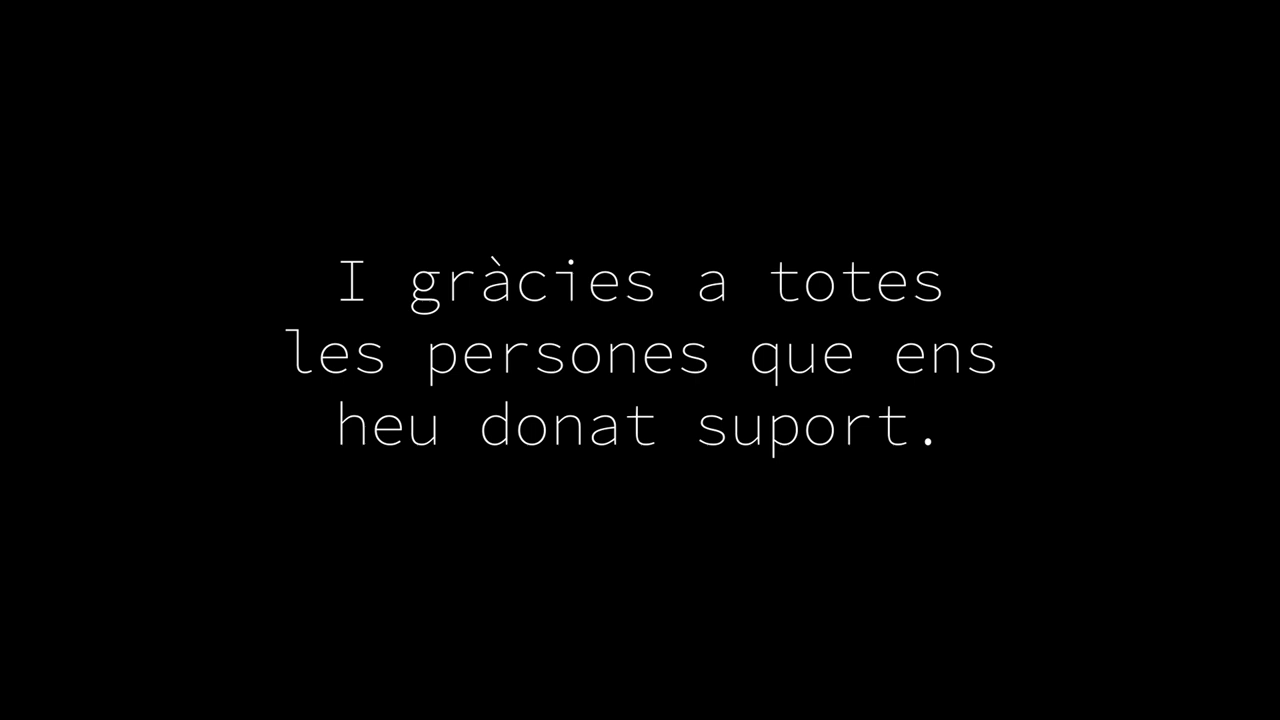 I gràcies a totes
les persones que ens
heu donat suport.